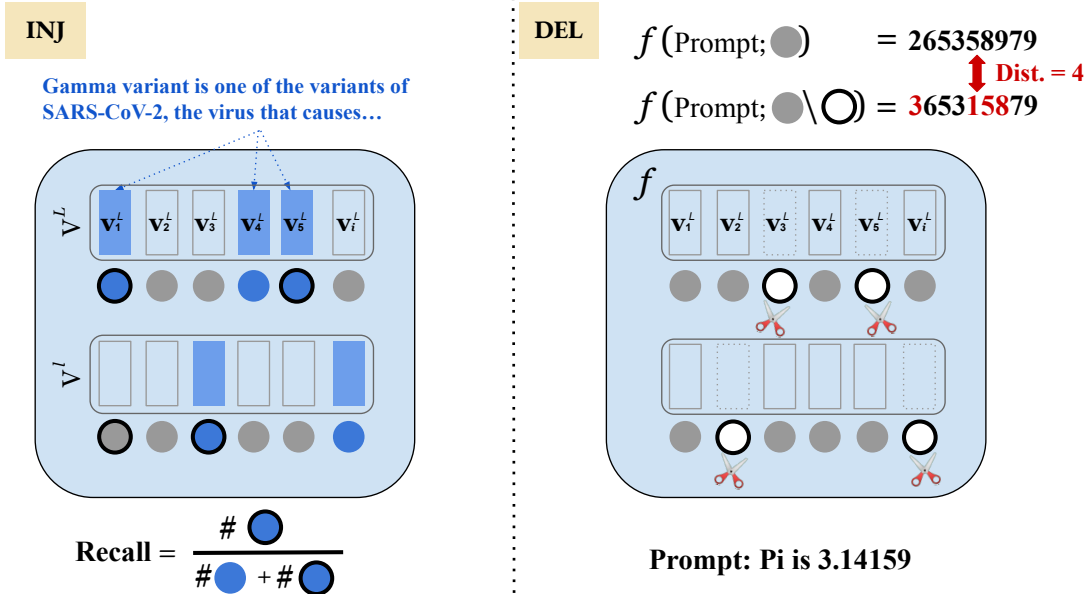 INJ
Gamma variant is one of the variants of
SARS-CoV-2, the virus that causes…
V^L
v₁^L v₂^L v₃^L v₄^L v₅^L vᵢ^L
V^l
Recall =
#
# + #
DEL
f (Prompt; ) = 265358979
Dist. = 4
f (Prompt; \ ) = 365315879
f
v₁^L v₂^L v₃^L v₄^L v₅^L vᵢ^L
Prompt: Pi is 3.14159